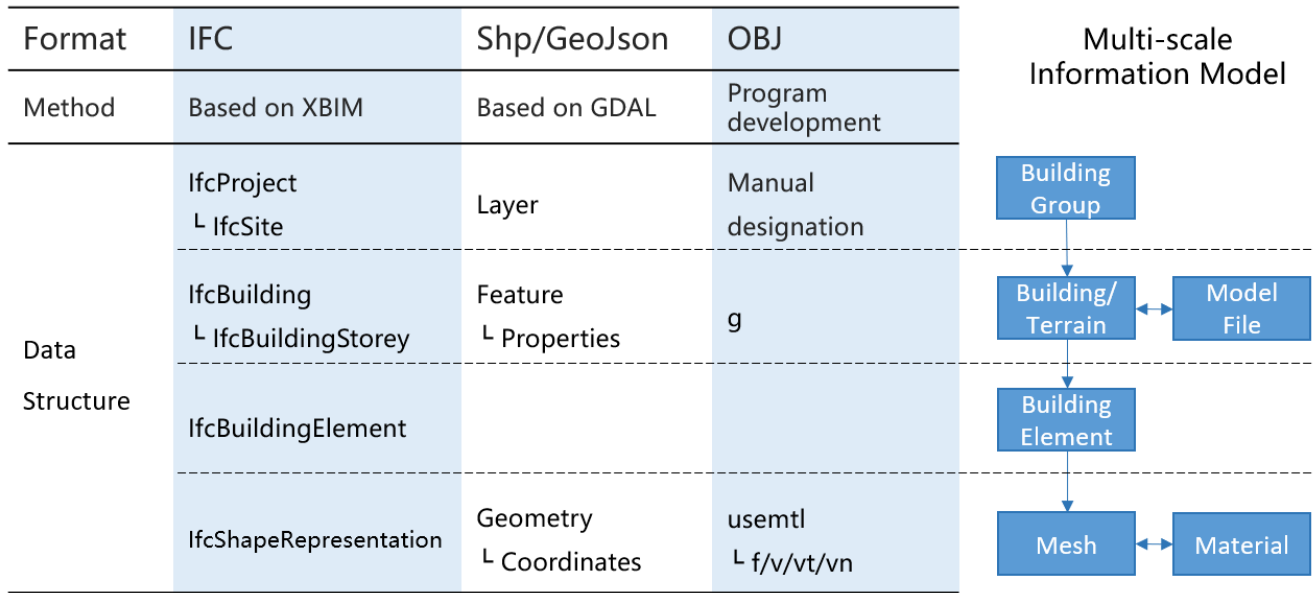 Format IFC Shp/GeoJson OBJ Multi-scale
Information Model
Method Based on XBIM Based on GDAL Program
development
IfcProject
└ IfcSite
Layer
Manual
designation
Building
Group
IfcBuilding
└ IfcBuildingStorey
Feature
└ Properties
g
Building/
Terrain
Model
File
Data
Structure
IfcBuildingElement
Building
Element
IfcShapeRepresentation
Geometry
└ Coordinates
usemtl
└ f/v/vt/vn
Mesh
Material